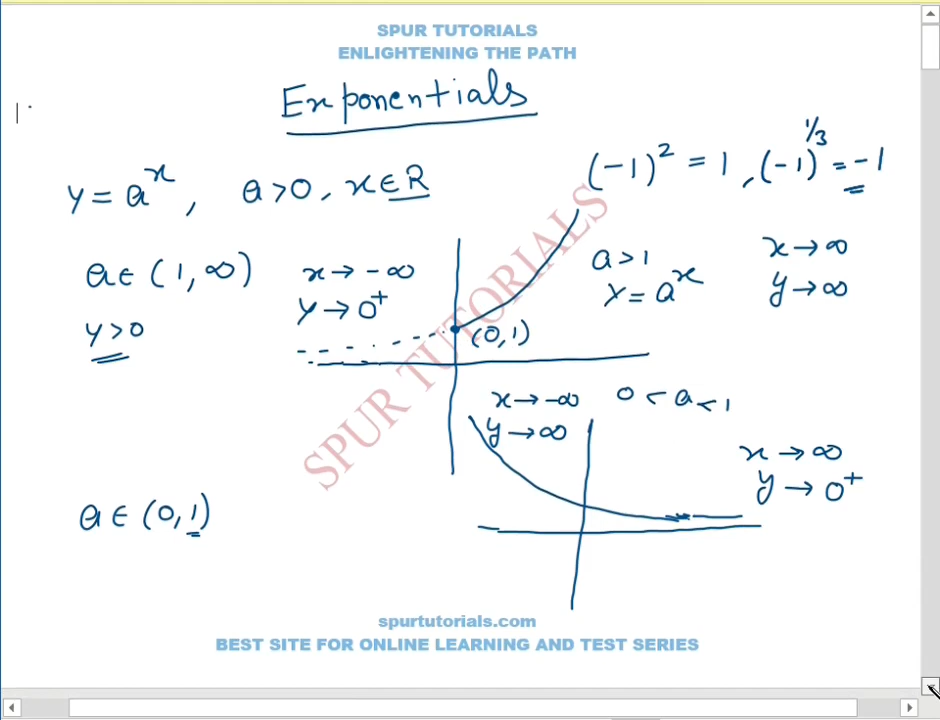 SPUR TUTORIALS
ENLIGHTENING THE PATH
Exponentials
(-1)² = 1 , (-1)^1/3 = -1
y = a^x , a > 0 , x ∈ R
a ∈ (1, ∞)
y > 0
x → -∞
y → 0⁺
(0, 1)
a > 1
y = a^x
x → ∞
y → ∞
x → -∞
y → ∞
0 < a < 1
x → ∞
y → 0⁺
a ∈ (0, 1)
SPUR TUTORIALS
spurtutorials.com
BEST SITE FOR ONLINE LEARNING AND TEST SERIES